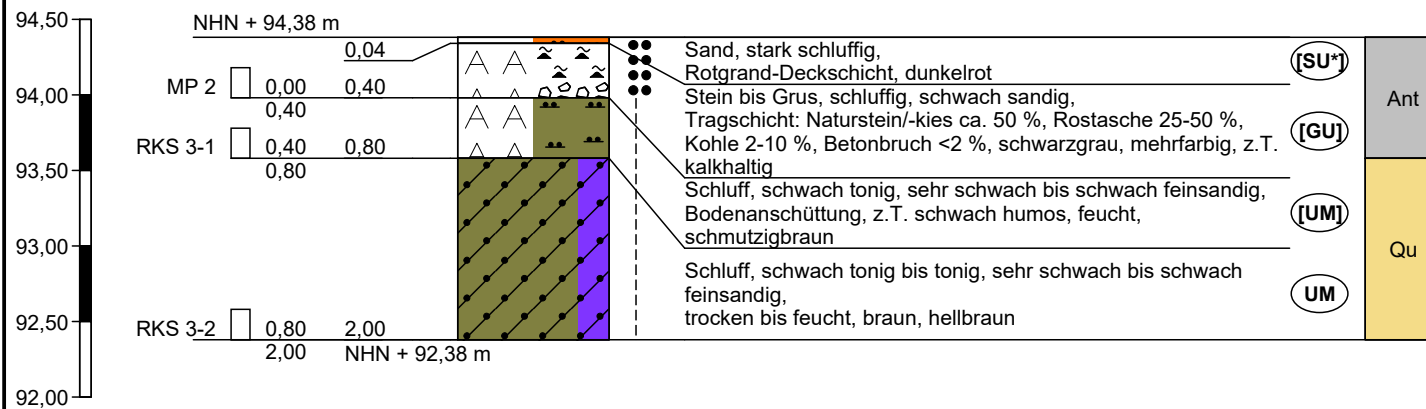 94,50
NHN + 94,38 m
0,04
Sand, stark schluffig,
Rotgrand-Deckschicht, dunkelrot
[SU*]
94,00
MP 2 0,00 0,40
0,40
Stein bis Grus, schluffig, schwach sandig,
Tragschicht: Naturstein/-kies ca. 50 %, Rostasche 25-50 %,
Kohle 2-10 %, Betonbruch <2 %, schwarzgrau, mehrfarbig, z.T.
kalkhaltig
[GU]
Ant
RKS 3-1 0,40 0,80
0,80
93,50
Schluff, schwach tonig, sehr schwach bis schwach feinsandig,
Bodenanschüttung, z.T. schwach humos, feucht,
schmutzigbraun
[UM]
93,00
Qu
Schluff, schwach tonig bis tonig, sehr schwach bis schwach
feinsandig,
trocken bis feucht, braun, hellbraun
UM
92,50
RKS 3-2 0,80 2,00
2,00 NHN + 92,38 m
92,00